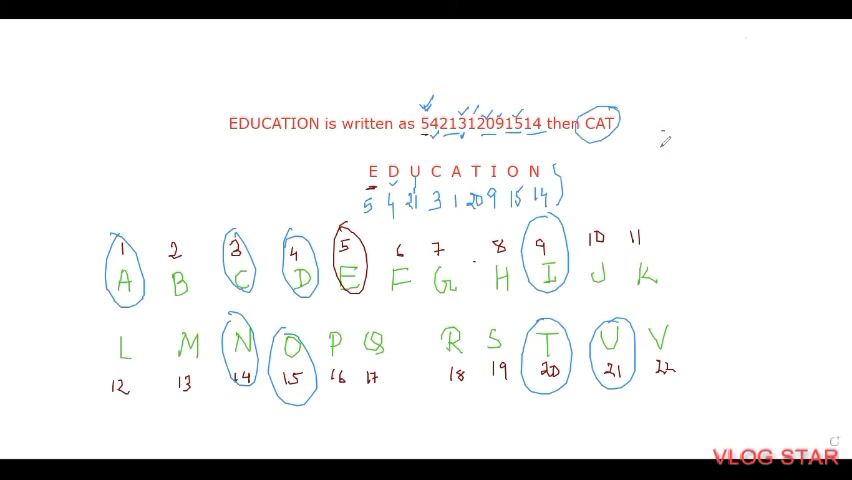 EDUCATION is written as 5421312091514 then CAT
E D U C A T I O N
5 4 21 3 1 20 9 15 14
1 2 3 4 5 6 7 8 9 10 11
A B C D E F G H I J K
L M N O P Q R S T U V
12 13 14 15 16 17 18 19 20 21 22
VLOG STAR